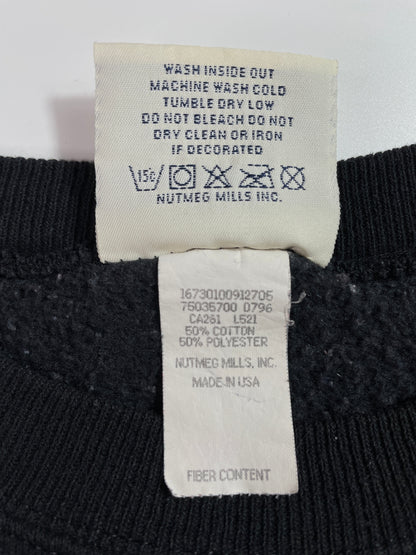 WASH INSIDE OUT
MACHINE WASH COLD
TUMBLE DRY LOW
DO NOT BLEACH DO NOT
DRY CLEAN OR IRON
IF DECORATED
15c
NUTMEG MILLS INC.
16730100912705
75035700 0796
CA261 L521
50% COTTON
50% POLYESTER
NUTMEG MILLS, INC.
MADE IN USA
FIBER CONTENT